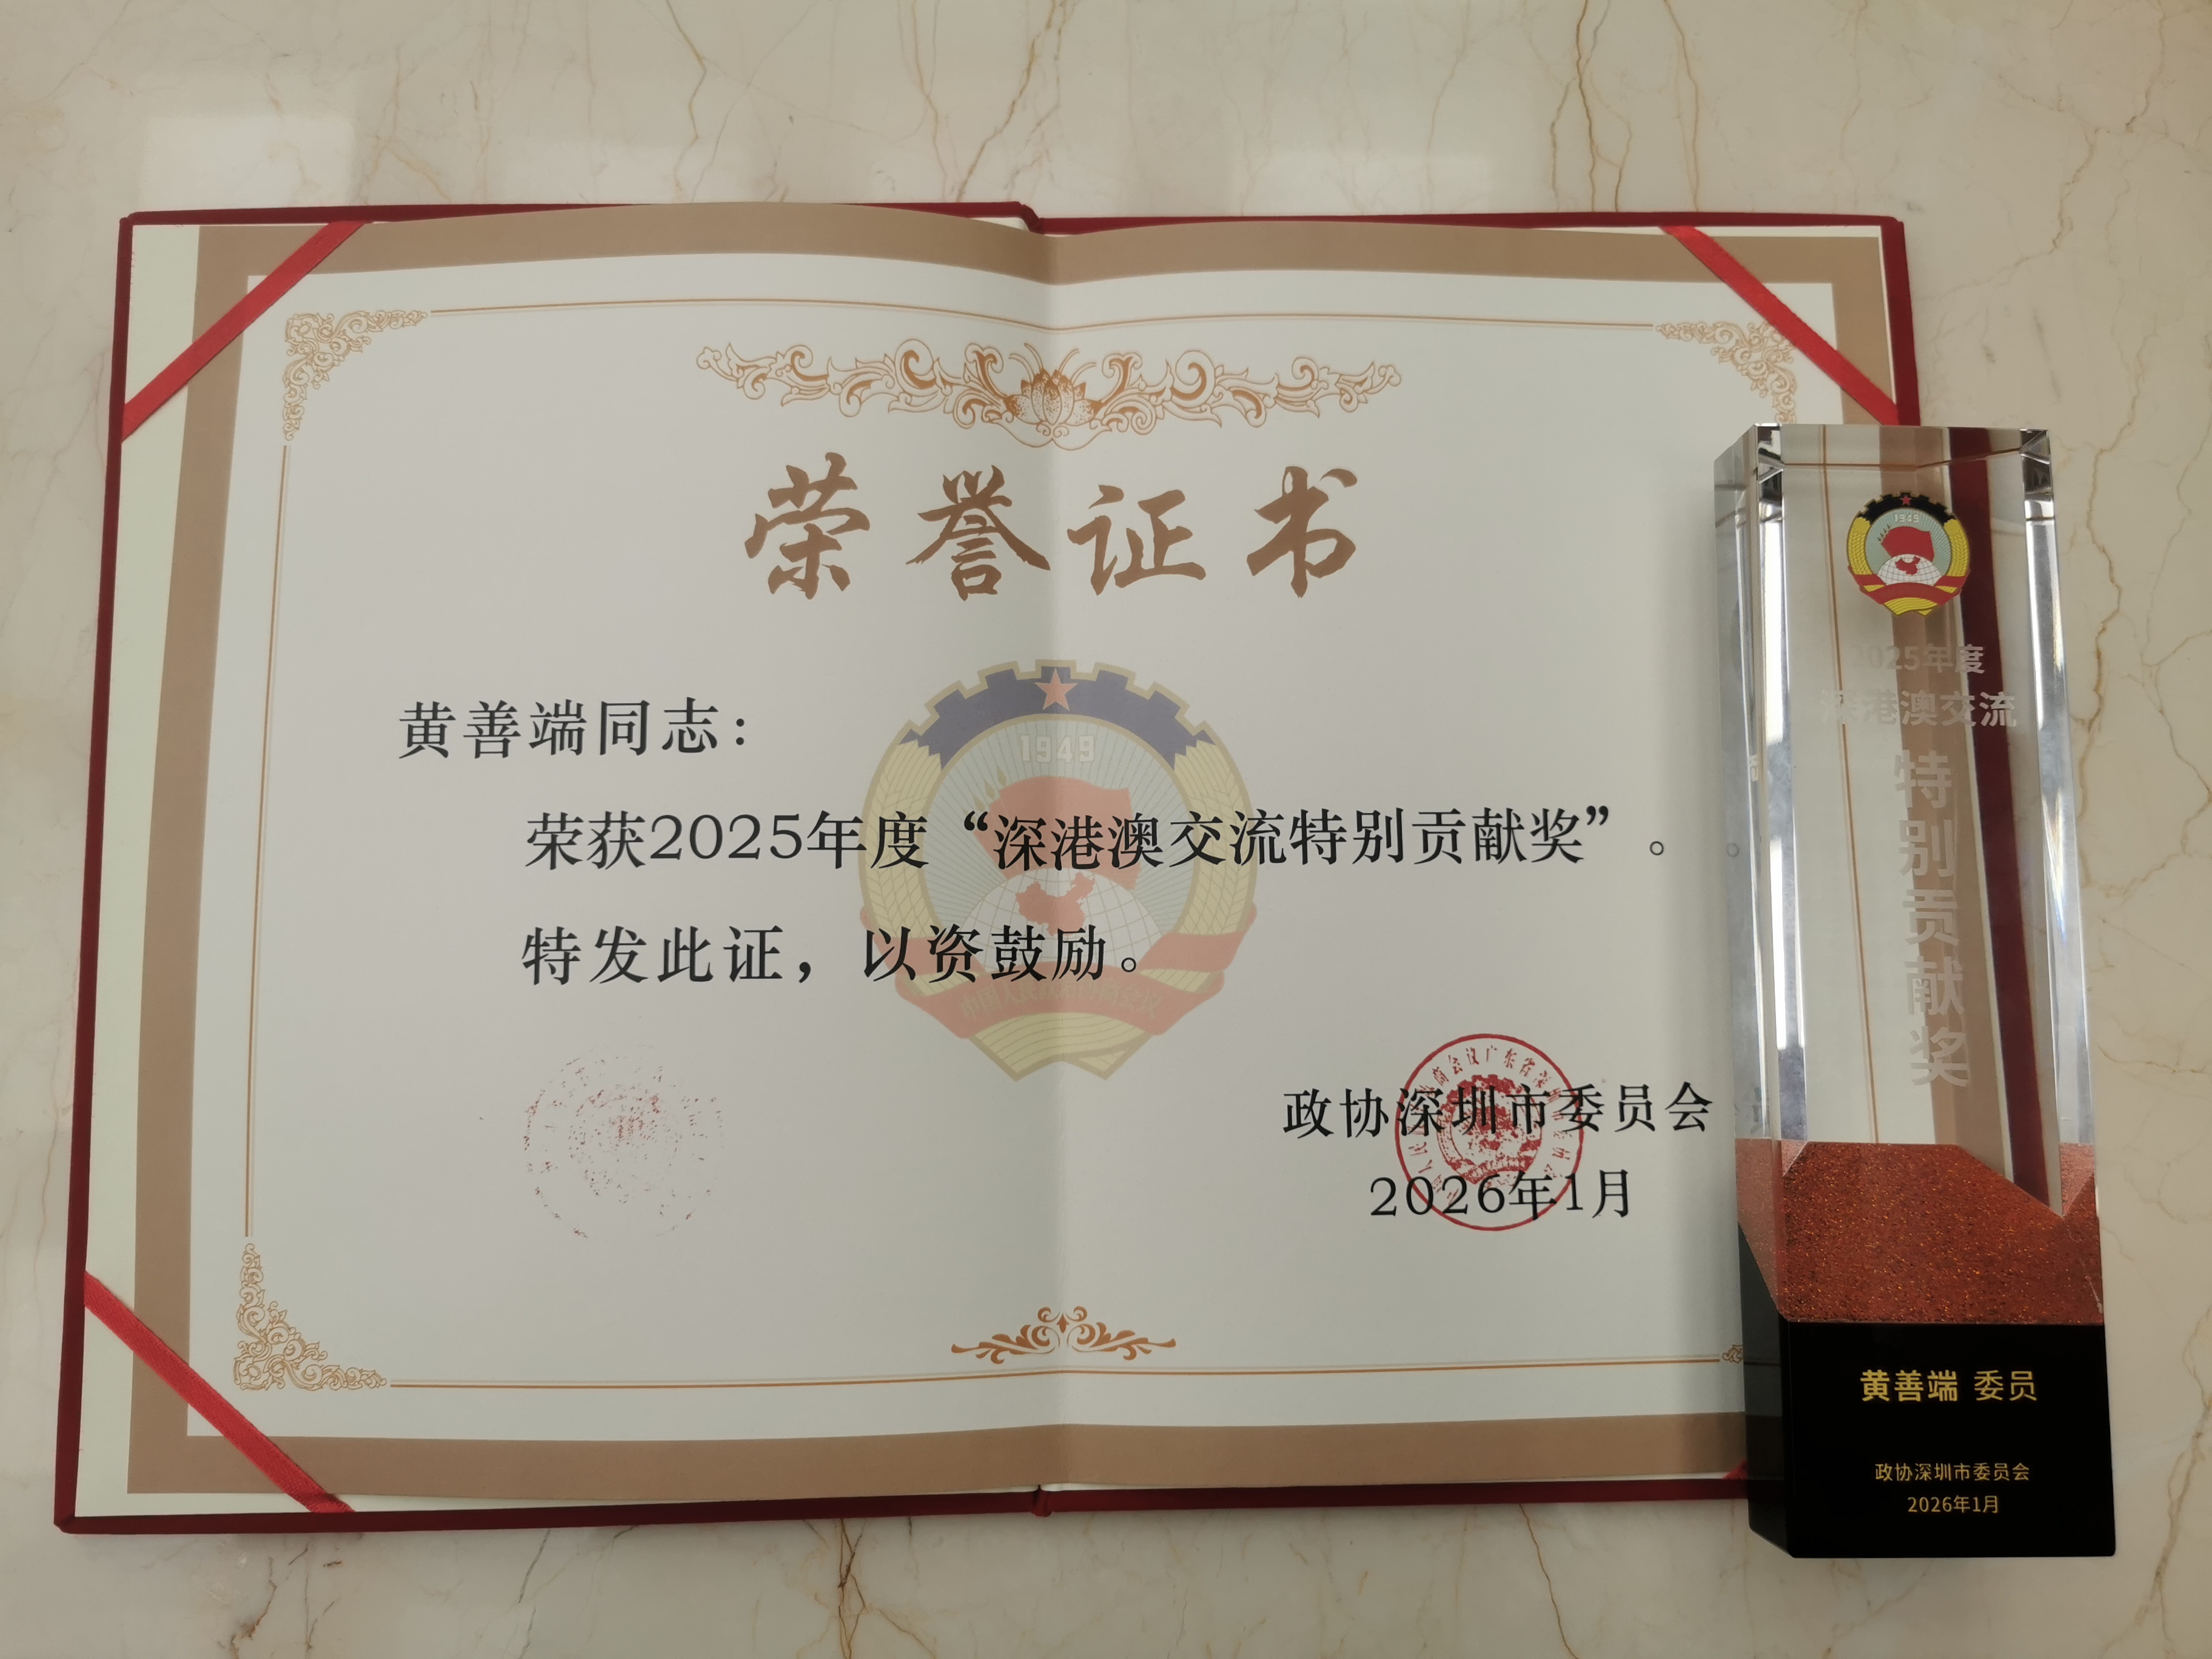 荣誉证书
1949
黄善端同志：
荣获2025年度“深港澳交流特别贡献奖”。
特发此证，以资鼓励。
政协深圳市委员会
2026年1月
1949
2025年度
深港澳交流
特别贡献奖
黄善端 委员
政协深圳市委员会
2026年1月